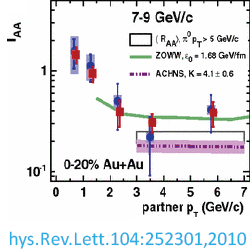 7-9 GeV/c
I_AA
⟨R_AA⟩, π⁰ p_T > 5 GeV/c
ZOWW, ε₀ = 1.68 GeV/fm
ACHNS, K = 4.1 ± 0.6
1
10⁻¹
0-20% Au+Au
0 1 2 3 4 5 6 7
partner p_T (GeV/c)
hys.Rev.Lett.104:252301,2010